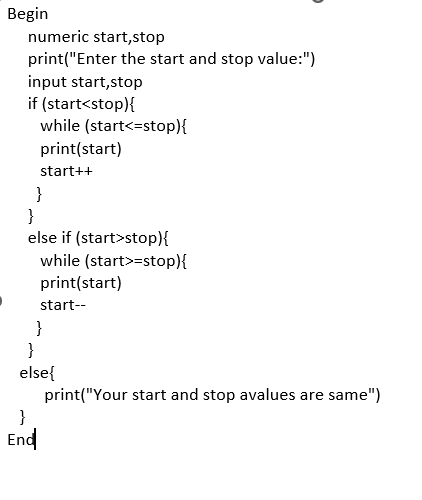 Begin
numeric start,stop
print("Enter the start and stop value:")
input start,stop
if (start<stop){
while (start<=stop){
print(start)
start++
}
}
else if (start>stop){
while (start>=stop){
print(start)
start--
}
}
else{
print("Your start and stop avalues are same")
}
End